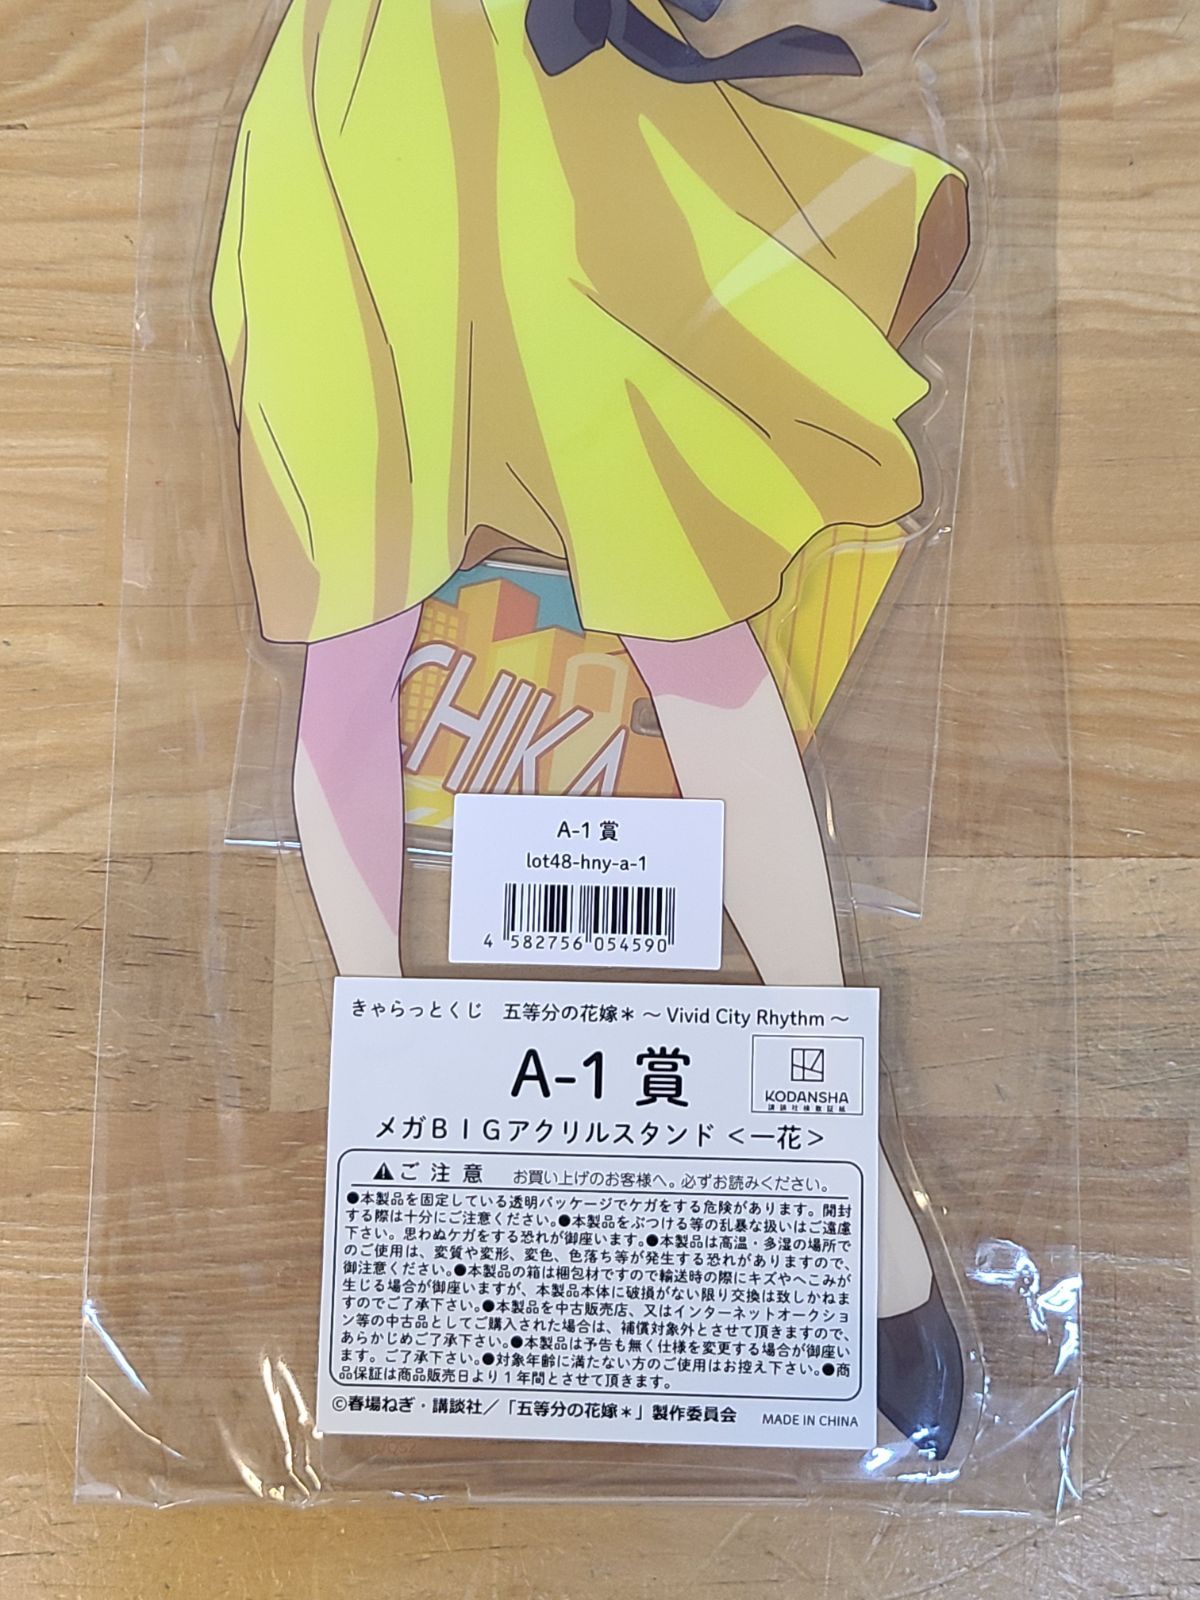 CHIKA
A-1 賞
lot48-hny-a-1
4 582756 054590
きゃらっとくじ 五等分の花嫁＊ ～ Vivid City Rhythm ～
A-1 賞
KODANSHA
講談社検数証紙
メガＢＩＧアクリルスタンド＜一花＞
⚠ご注意 お買い上げのお客様へ。必ずお読みください。
●本製品を固定している透明パッケージでケガをする危険があります。開封
する際は十分にご注意ください。●本製品をぶつける等の乱暴な扱いはご遠慮
下さい。思わぬケガをする恐れが御座います。●本製品は高温・多湿の場所で
のご使用は、変質や変形、変色、色落ち等が発生する恐れがありますので、
御注意ください。●本製品の箱は梱包材ですので輸送時の際にキズやへこみが
生じる場合が御座いますが、本製品本体に破損がない限り交換は致しかねま
すのでご了承下さい。●本製品を中古販売店、又はインターネットオークショ
ン等の中古品としてご購入された場合は、補償対象外とさせて頂きますので、
あらかじめご了承下さい。●本製品は予告も無く仕様を変更する場合が御座い
ます。ご了承下さい。●対象年齢に満たない方のご使用はお控え下さい。●商
品保証は商品販売日より１年間とさせて頂きます。
©春場ねぎ・講談社／「五等分の花嫁＊」製作委員会 MADE IN CHINA